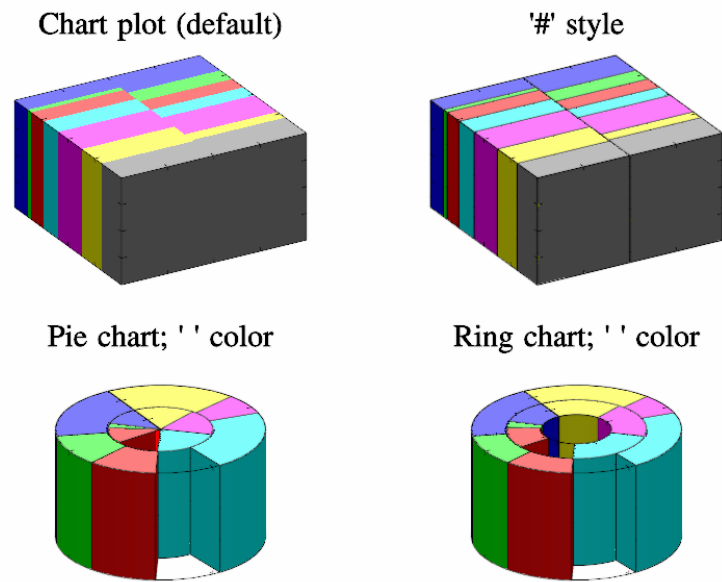 Chart plot (default)
'#' style
Pie chart; ' ' color
Ring chart; ' ' color